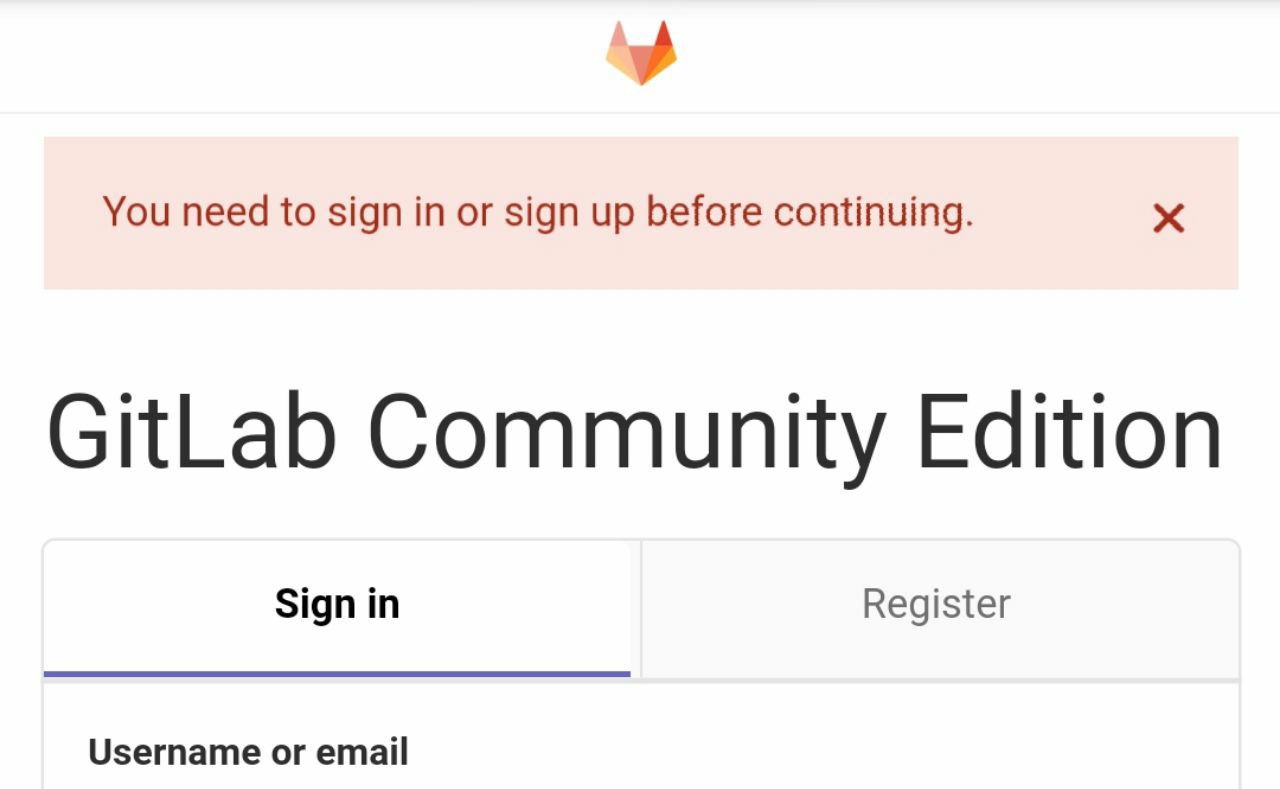 You need to sign in or sign up before continuing.
GitLab Community Edition
Sign in
Register
Username or email